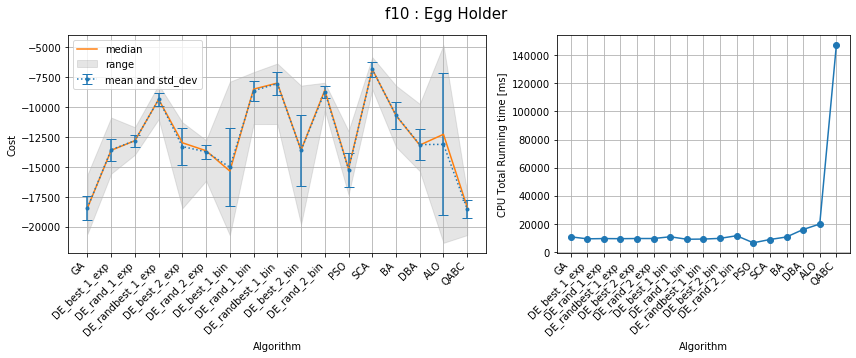 f10 : Egg Holder
median
range
mean and std_dev
Cost
−5000
−7500
−10000
−12500
−15000
−17500
−20000
GA
DE_best_1_exp
DE_rand_1_exp
DE_randbest_1_exp
DE_best_2_exp
DE_rand_2_exp
DE_best_1_bin
DE_rand_1_bin
DE_randbest_1_bin
DE_best_2_bin
DE_rand_2_bin
PSO
SCA
BA
DBA
ALO
QABC
Algorithm
CPU Total Running time [ms]
140000
120000
100000
80000
60000
40000
20000
0
GA
DE_best_1_exp
DE_rand_1_exp
DE_randbest_1_exp
DE_best_2_exp
DE_rand_2_exp
DE_best_1_bin
DE_rand_1_bin
DE_randbest_1_bin
DE_best_2_bin
DE_rand_2_bin
PSO
SCA
BA
DBA
ALO
QABC
Algorithm